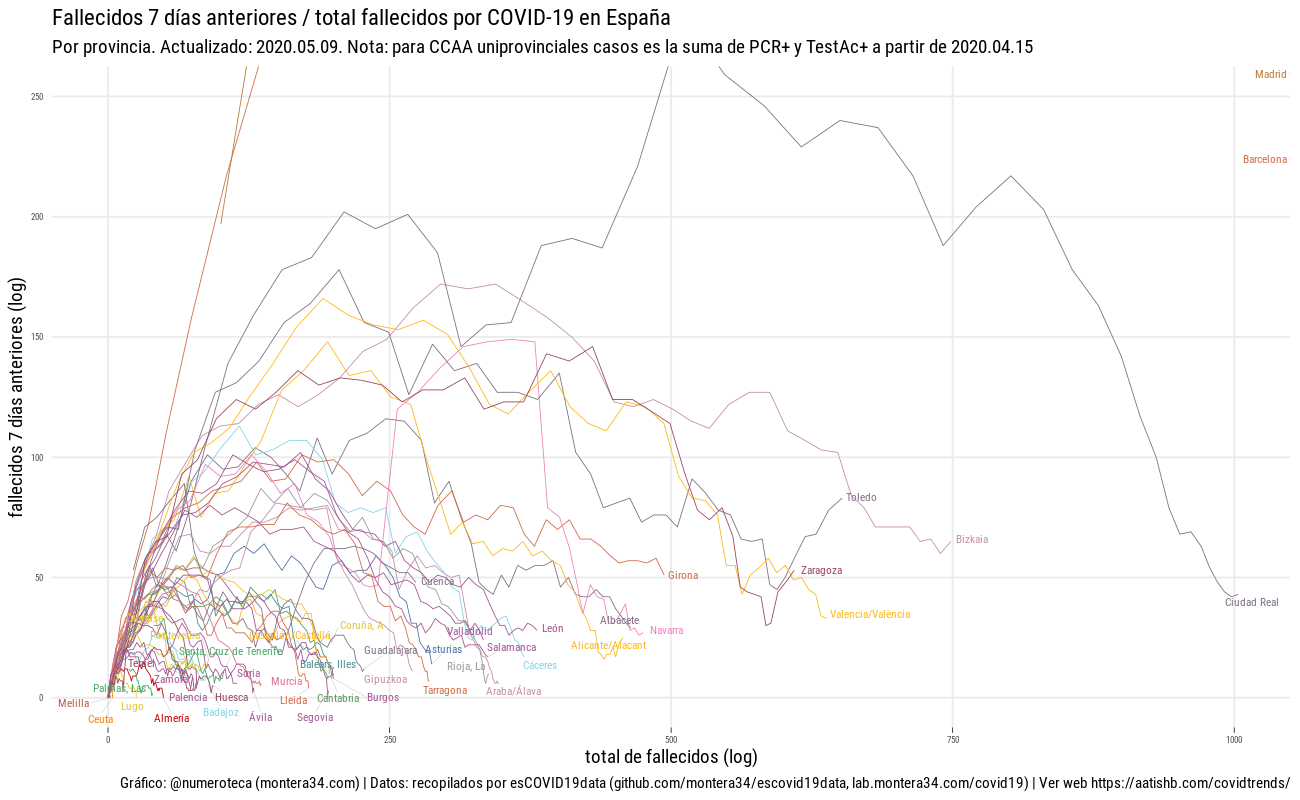 Fallecidos 7 días anteriores / total fallecidos por COVID-19 en España
Por provincia. Actualizado: 2020.05.09. Nota: para CCAA uniprovinciales casos es la suma de PCR+ y TestAc+ a partir de 2020.04.15
fallecidos 7 días anteriores (log)
250
200
150
100
50
0
Madrid
Barcelona
Toledo
Bizkaia
Zaragoza
Girona
Ciudad Real
Valencia/València
Cuenca
Albacete
Navarra
León
Valladolid
Coruña, A
Alicante/Alacant
Pontevedra
Castellón/Castelló
Santa Cruz de Tenerife
Guadalajara
Asturias
Salamanca
Teruel
Balears, Illes
Rioja, La
Cáceres
Soria
Zamora
Murcia
Gipuzkoa
Palmas, Las
Tarragona
Araba/Álava
Melilla
Lugo
Palencia
Huesca
Lleida
Cantabria
Burgos
Ceuta
Almería
Badajoz
Ávila
Segovia
0
250
500
750
1000
total de fallecidos (log)
Gráfico: @numeroteca (montera34.com) | Datos: recopilados por esCOVID19data (github.com/montera34/escovid19data, lab.montera34.com/covid19) | Ver web https://aatishb.com/covidtrends/